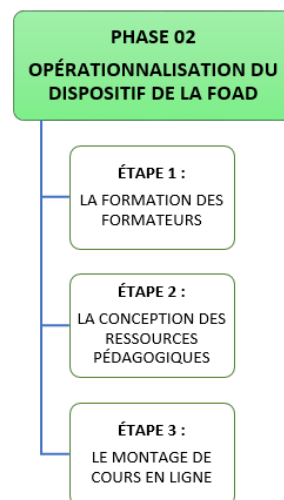 PHASE 02
OPÉRATIONNALISATION DU
DISPOSITIF DE LA FOAD
ÉTAPE 1 :
LA FORMATION DES
FORMATEURS
ÉTAPE 2 :
LA CONCEPTION DES
RESSOURCES
PÉDAGOGIQUES
ÉTAPE 3 :
LE MONTAGE DE
COURS EN LIGNE